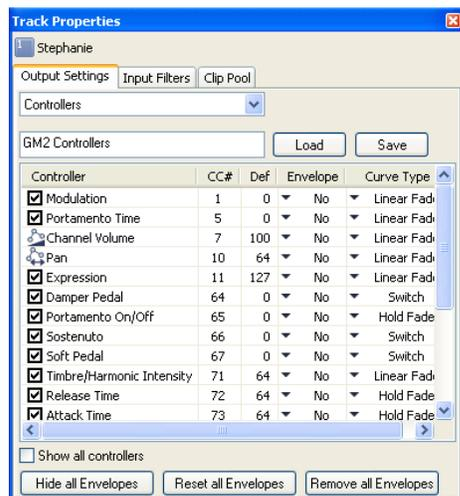 Track Properties
1 Stephanie
Output Settings Input Filters Clip Pool
Controllers
GM2 Controllers Load Save
Controller CC# Def Envelope Curve Type
Modulation 1 0 No Linear Fad
Portamento Time 5 0 No Linear Fad
Channel Volume 7 100 No Linear Fad
Pan 10 64 No Linear Fad
Expression 11 127 No Linear Fad
Damper Pedal 64 0 No Switch
Portamento On/Off 65 0 No Hold Fade
Sostenuto 66 0 No Switch
Soft Pedal 67 0 No Switch
Timbre/Harmonic Intensity 71 64 No Linear Fad
Release Time 72 64 No Hold Fade
Attack Time 73 64 No Hold Fade
Show all controllers
Hide all Envelopes Reset all Envelopes Remove all Envelopes